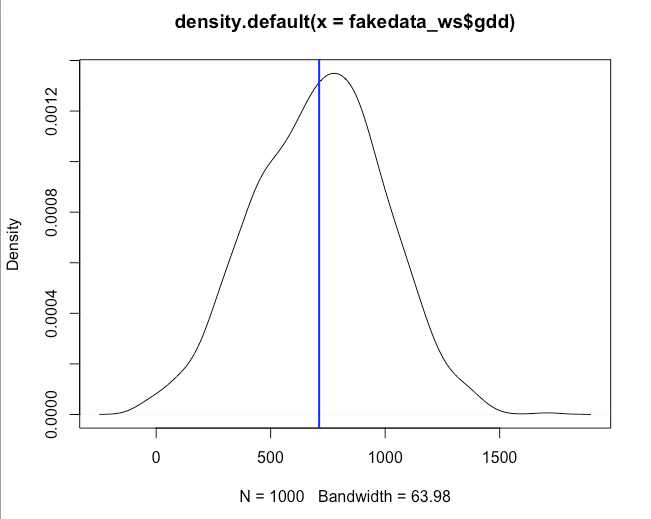 density.default(x = fakedata_ws$gdd)
Density
0.0012
0.0008
0.0004
0.0000
0 500 1000 1500
N = 1000 Bandwidth = 63.98